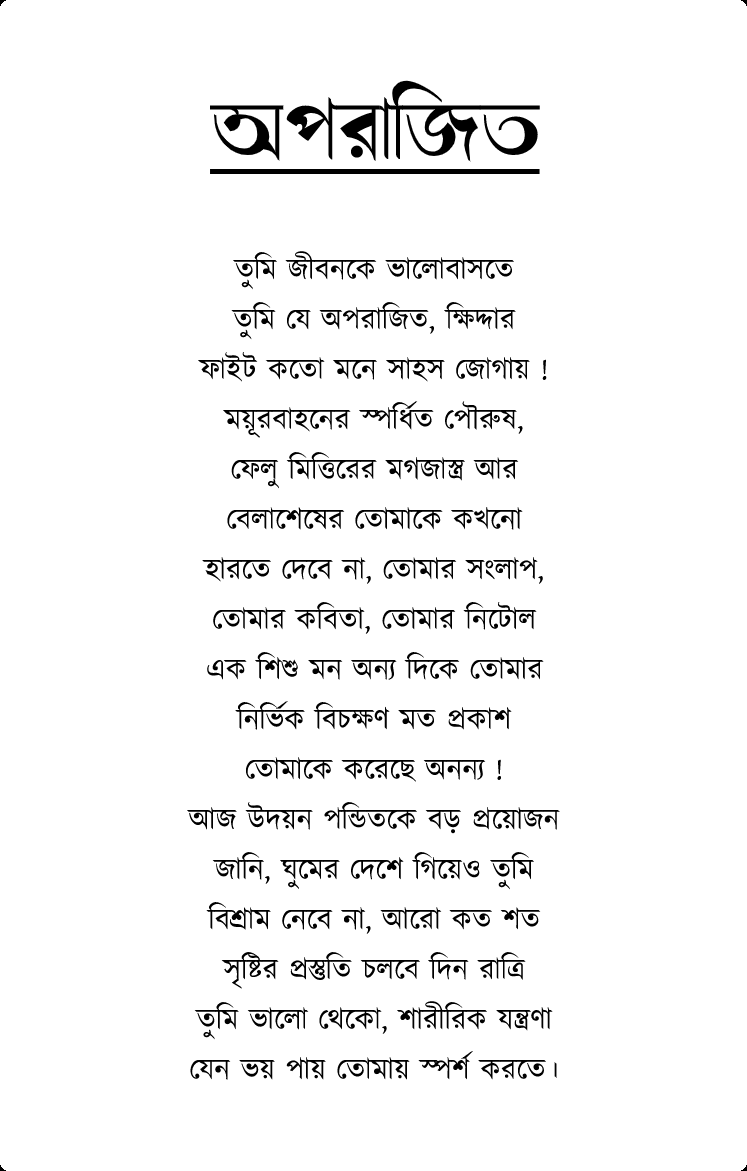 অপরাজিত
তুমি জীবনকে ভালোবাসতে
তুমি যে অপরাজিত, ক্ষিদ্দার
ফাইট কতো মনে সাহস জোগায় !
ময়ূরবাহনের স্পর্ধিত পৌরুষ,
ফেলু মিত্তিরের মগজাস্ত্র আর
বেলাশেষের তোমাকে কখনো
হারতে দেবে না, তোমার সংলাপ,
তোমার কবিতা, তোমার নিটোল
এক শিশু মন অন্য দিকে তোমার
নির্ভিক বিচক্ষণ মত প্রকাশ
তোমাকে করেছে অনন্য !
আজ উদয়ন পন্ডিতকে বড় প্রয়োজন
জানি, ঘুমের দেশে গিয়েও তুমি
বিশ্রাম নেবে না, আরো কত শত
সৃষ্টির প্রস্তুতি চলবে দিন রাত্রি
তুমি ভালো থেকো, শারীরিক যন্ত্রণা
যেন ভয় পায় তোমায় স্পর্শ করতে।